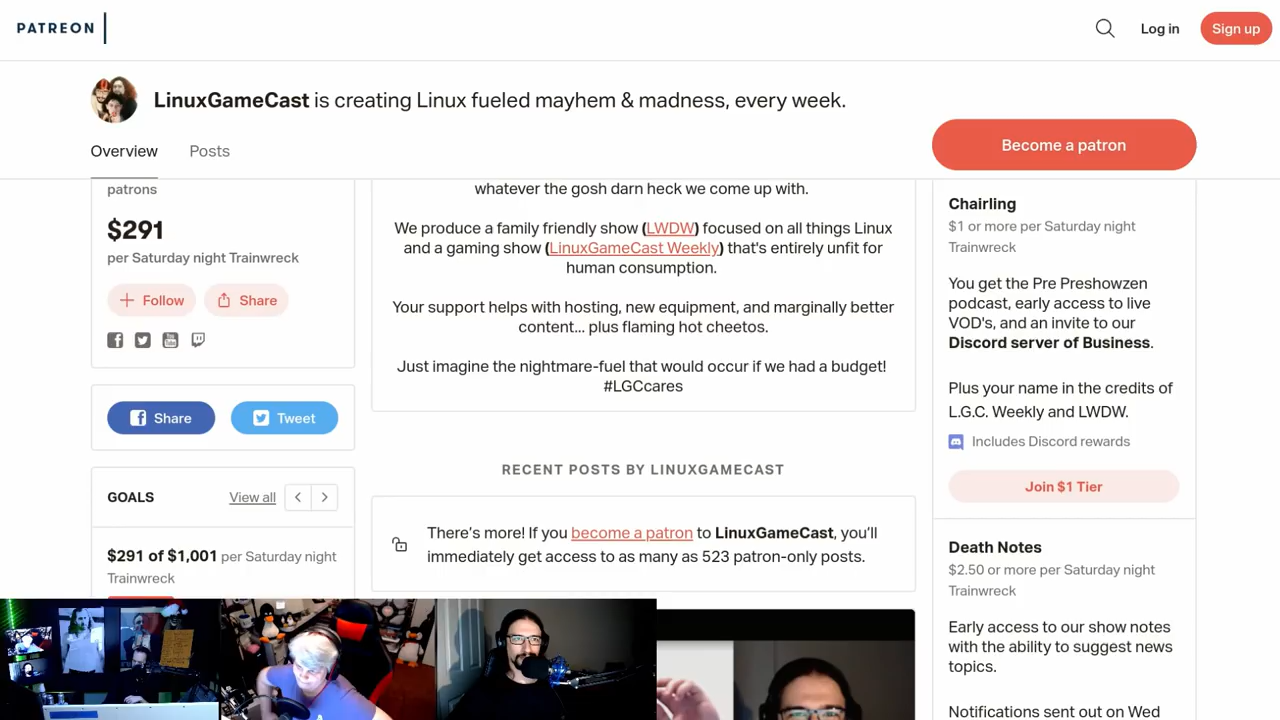 PATREON
Log in
Sign up
LinuxGameCast is creating Linux fueled mayhem & madness, every week.
Overview
Posts
Become a patron
patrons
$291
per Saturday night Trainwreck
Follow
Share
Share
Tweet
GOALS
View all
$291 of $1,001 per Saturday night
Trainwreck
whatever the gosh darn heck we come up with.
We produce a family friendly show (LWDW) focused on all things Linux
and a gaming show (LinuxGameCast Weekly) that's entirely unfit for
human consumption.
Your support helps with hosting, new equipment, and marginally better
content... plus flaming hot cheetos.
Just imagine the nightmare-fuel that would occur if we had a budget!
#LGCcares
RECENT POSTS BY LINUXGAMECAST
There's more! If you become a patron to LinuxGameCast, you'll
immediately get access to as many as 523 patron-only posts.
Chairling
$1 or more per Saturday night
Trainwreck
You get the Pre Preshowzen
podcast, early access to live
VOD's, and an invite to our
Discord server of Business.
Plus your name in the credits of
L.G.C. Weekly and LWDW.
Includes Discord rewards
Join $1 Tier
Death Notes
$2.50 or more per Saturday night
Trainwreck
Early access to our show notes
with the ability to suggest news
topics.
Notifications sent out on Wed